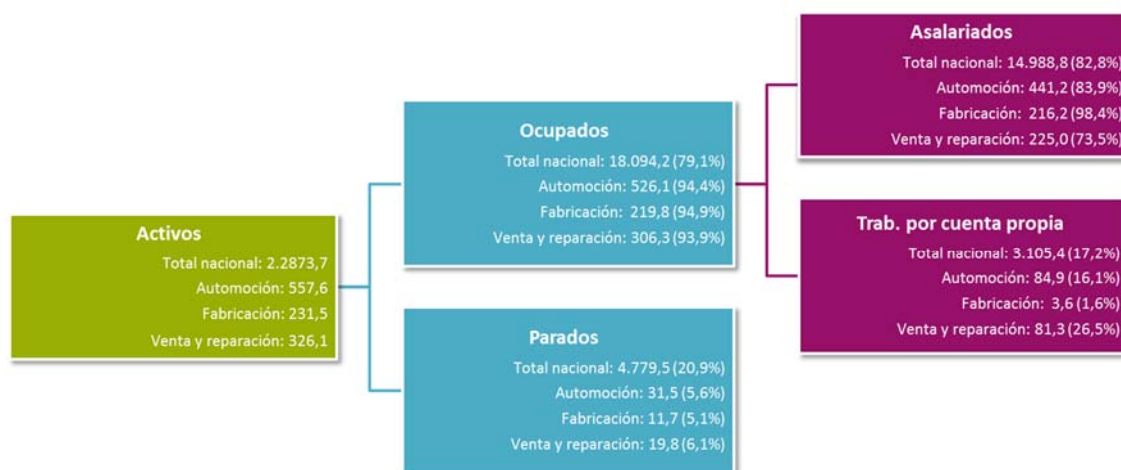 Activos
Total nacional: 2.2873,7
Automoción: 557,6
Fabricación: 231,5
Venta y reparación: 326,1
Ocupados
Total nacional: 18.094,2 (79,1%)
Automoción: 526,1 (94,4%)
Fabricación: 219,8 (94,9%)
Venta y reparación: 306,3 (93,9%)
Parados
Total nacional: 4.779,5 (20,9%)
Automoción: 31,5 (5,6%)
Fabricación: 11,7 (5,1%)
Venta y reparación: 19,8 (6,1%)
Asalariados
Total nacional: 14.988,8 (82,8%)
Automoción: 441,2 (83,9%)
Fabricación: 216,2 (98,4%)
Venta y reparación: 225,0 (73,5%)
Trab. por cuenta propia
Total nacional: 3.105,4 (17,2%)
Automoción: 84,9 (16,1%)
Fabricación: 3,6 (1,6%)
Venta y reparación: 81,3 (26,5%)